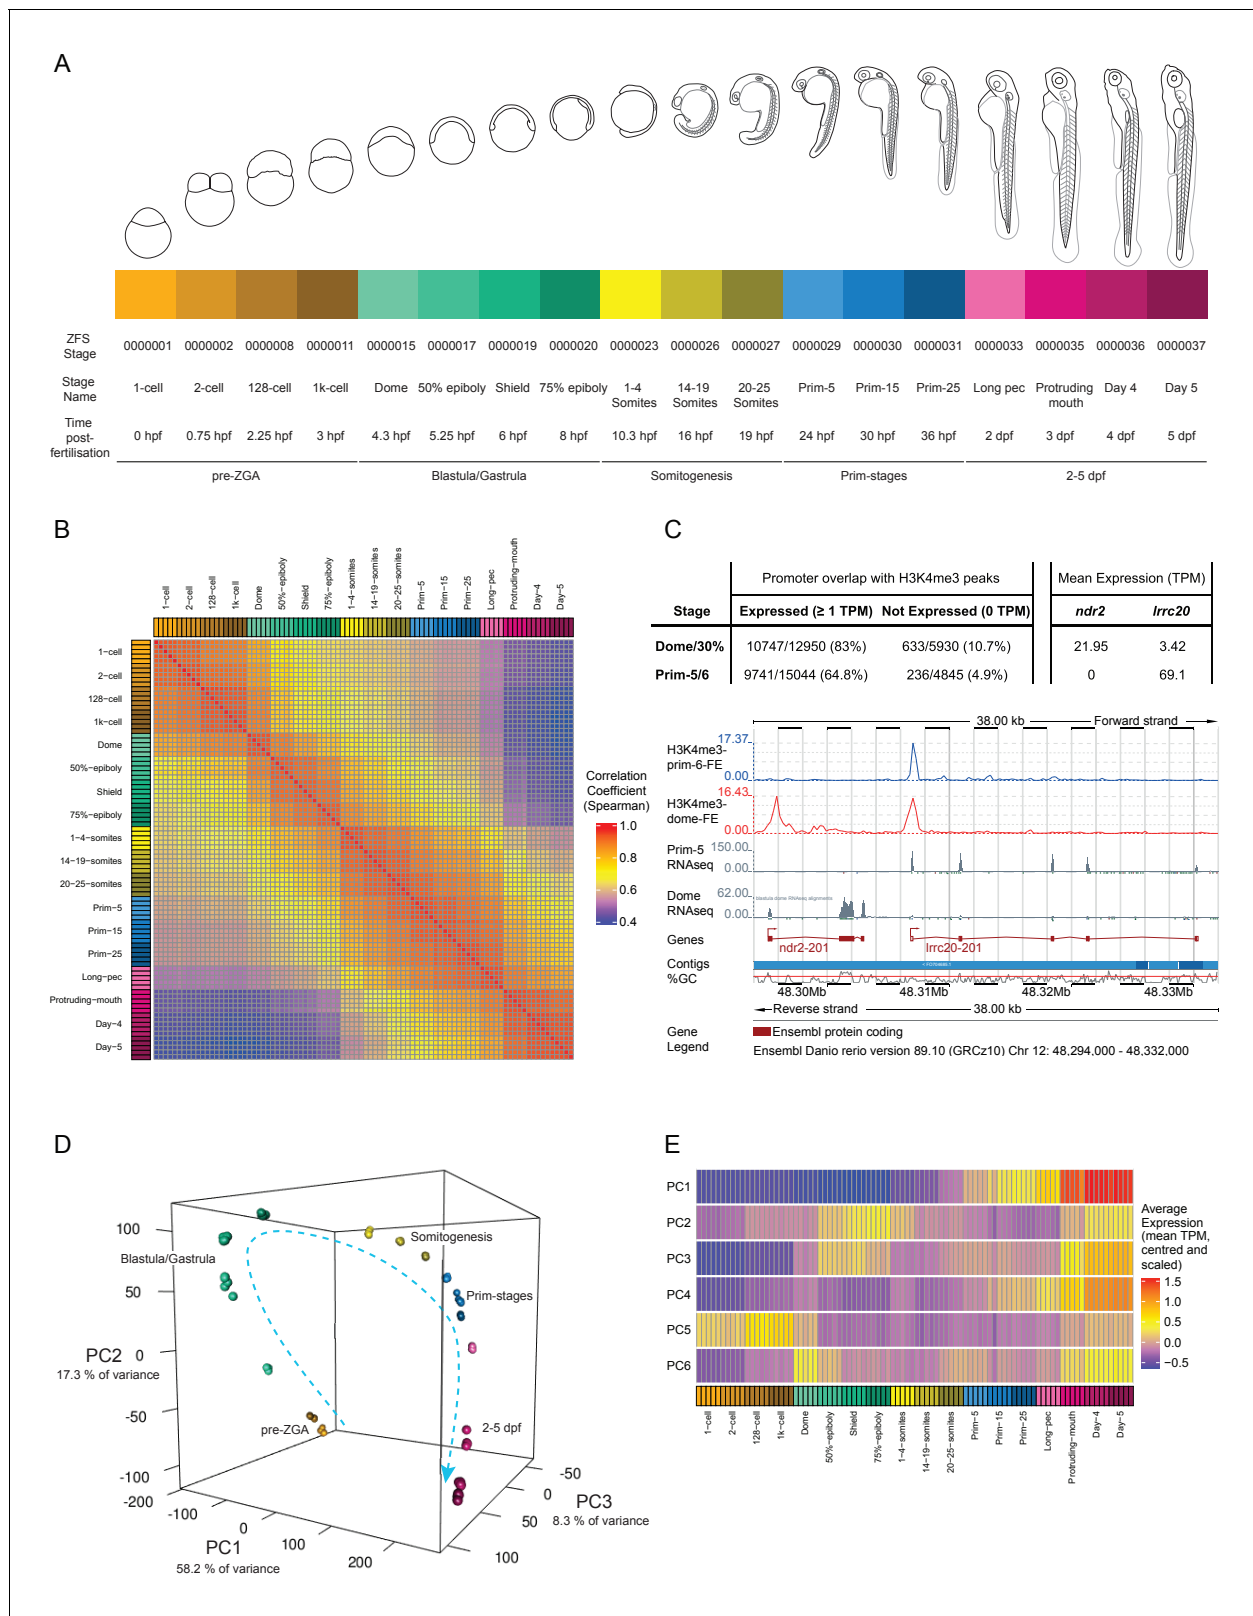 A
ZFS Stage 0000001 0000002 0000008 0000011 0000015 0000017 0000019 0000020 0000023 0000026 0000027 0000029 0000030 0000031 0000033 0000035 0000036 0000037
Stage Name 1-cell 2-cell 128-cell 1k-cell Dome 50% epiboly Shield 75% epiboly 1-4 Somites 14-19 Somites 20-25 Somites Prim-5 Prim-15 Prim-25 Long pec Protruding mouth Day 4 Day 5
Time post-fertilisation 0 hpf 0.75 hpf 2.25 hpf 3 hpf 4.3 hpf 5.25 hpf 6 hpf 8 hpf 10.3 hpf 16 hpf 19 hpf 24 hpf 30 hpf 36 hpf 2 dpf 3 dpf 4 dpf 5 dpf
pre-ZGA Blastula/Gastrula Somitogenesis Prim-stages 2-5 dpf
B
1-cell 2-cell 128-cell 1k-cell Dome 50%-epiboly Shield 75%-epiboly 1-4-somites 14-19-somites 20-25-somites Prim-5 Prim-15 Prim-25 Long-pec Protruding-mouth Day-4 Day-5
1-cell
2-cell
128-cell
1k-cell
Dome
50%-epiboly
Shield
75%-epiboly
1-4-somites
14-19-somites
20-25-somites
Prim-5
Prim-15
Prim-25
Long-pec
Protruding-mouth
Day-4
Day-5
Correlation
Coefficient
(Spearman)
1.0
0.8
0.6
0.4
C
Promoter overlap with H3K4me3 peaks Mean Expression (TPM)
Stage Expressed (≥ 1 TPM) Not Expressed (0 TPM) ndr2 lrrc20
Dome/30% 10747/12950 (83%) 633/5930 (10.7%) 21.95 3.42
Prim-5/6 9741/15044 (64.8%) 236/4845 (4.9%) 0 69.1
38.00 kb Forward strand
H3K4me3-prim-6-FE 17.37 0.00
H3K4me3-dome-FE 16.43 0.00
Prim-5 RNAseq 150.00 0.00
Dome RNAseq 62.00 0.00
blastula dome RNAseq alignments
Genes ndr2-201 lrrc20-201
Contigs
%GC
48.30Mb 48.31Mb 48.32Mb 48.33Mb
Reverse strand 38.00 kb
Gene Legend Ensembl protein coding
Ensembl Danio rerio version 89.10 (GRCz10) Chr 12: 48,294,000 - 48,332,000
D
100
50
0
-50
-100
-200
PC2
17.3 % of variance
-100
0
100
200
PC1
58.2 % of variance
-50
0
50
100
PC3
8.3 % of variance
Blastula/Gastrula
Somitogenesis
Prim-stages
pre-ZGA
2-5 dpf
E
PC1
PC2
PC3
PC4
PC5
PC6
Average
Expression
(mean TPM,
centred and
scaled)
1.5
1.0
0.5
0.0
-0.5
1-cell 2-cell 128-cell 1k-cell Dome 50%-epiboly Shield 75%-epiboly 1-4-somites 14-19-somites 20-25-somites Prim-5 Prim-15 Prim-25 Long-pec Protruding-mouth Day-4 Day-5